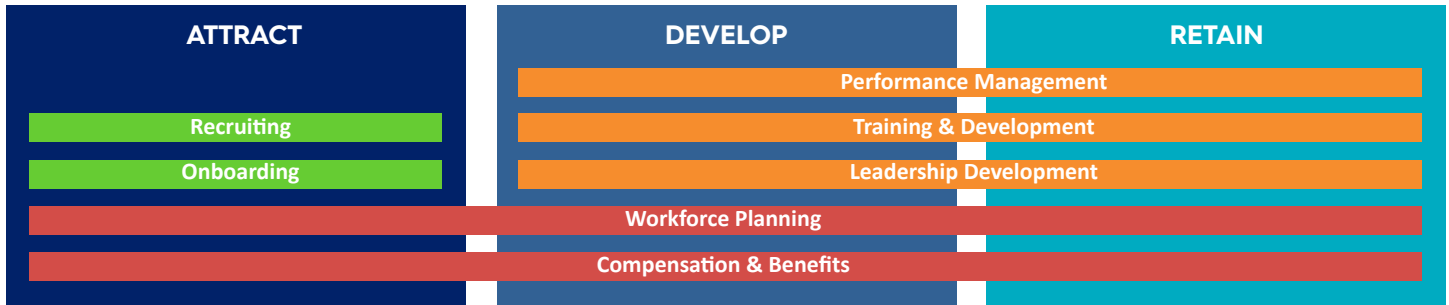 ATTRACT
DEVELOP
RETAIN
Performance Management
Recruiting
Training & Development
Onboarding
Leadership Development
Workforce Planning
Compensation & Benefits